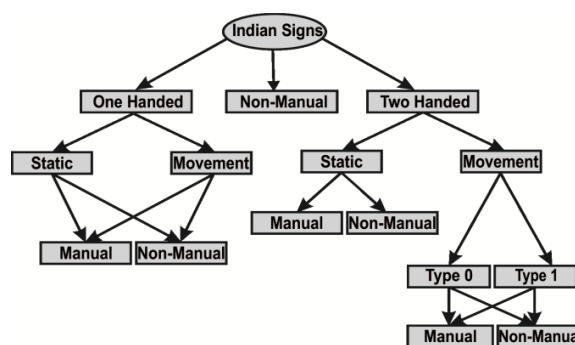 Indian Signs
One Handed
Non-Manual
Two Handed
Static
Movement
Static
Movement
Manual
Non-Manual
Manual
Non-Manual
Type 0
Type 1
Manual
Non-Manual